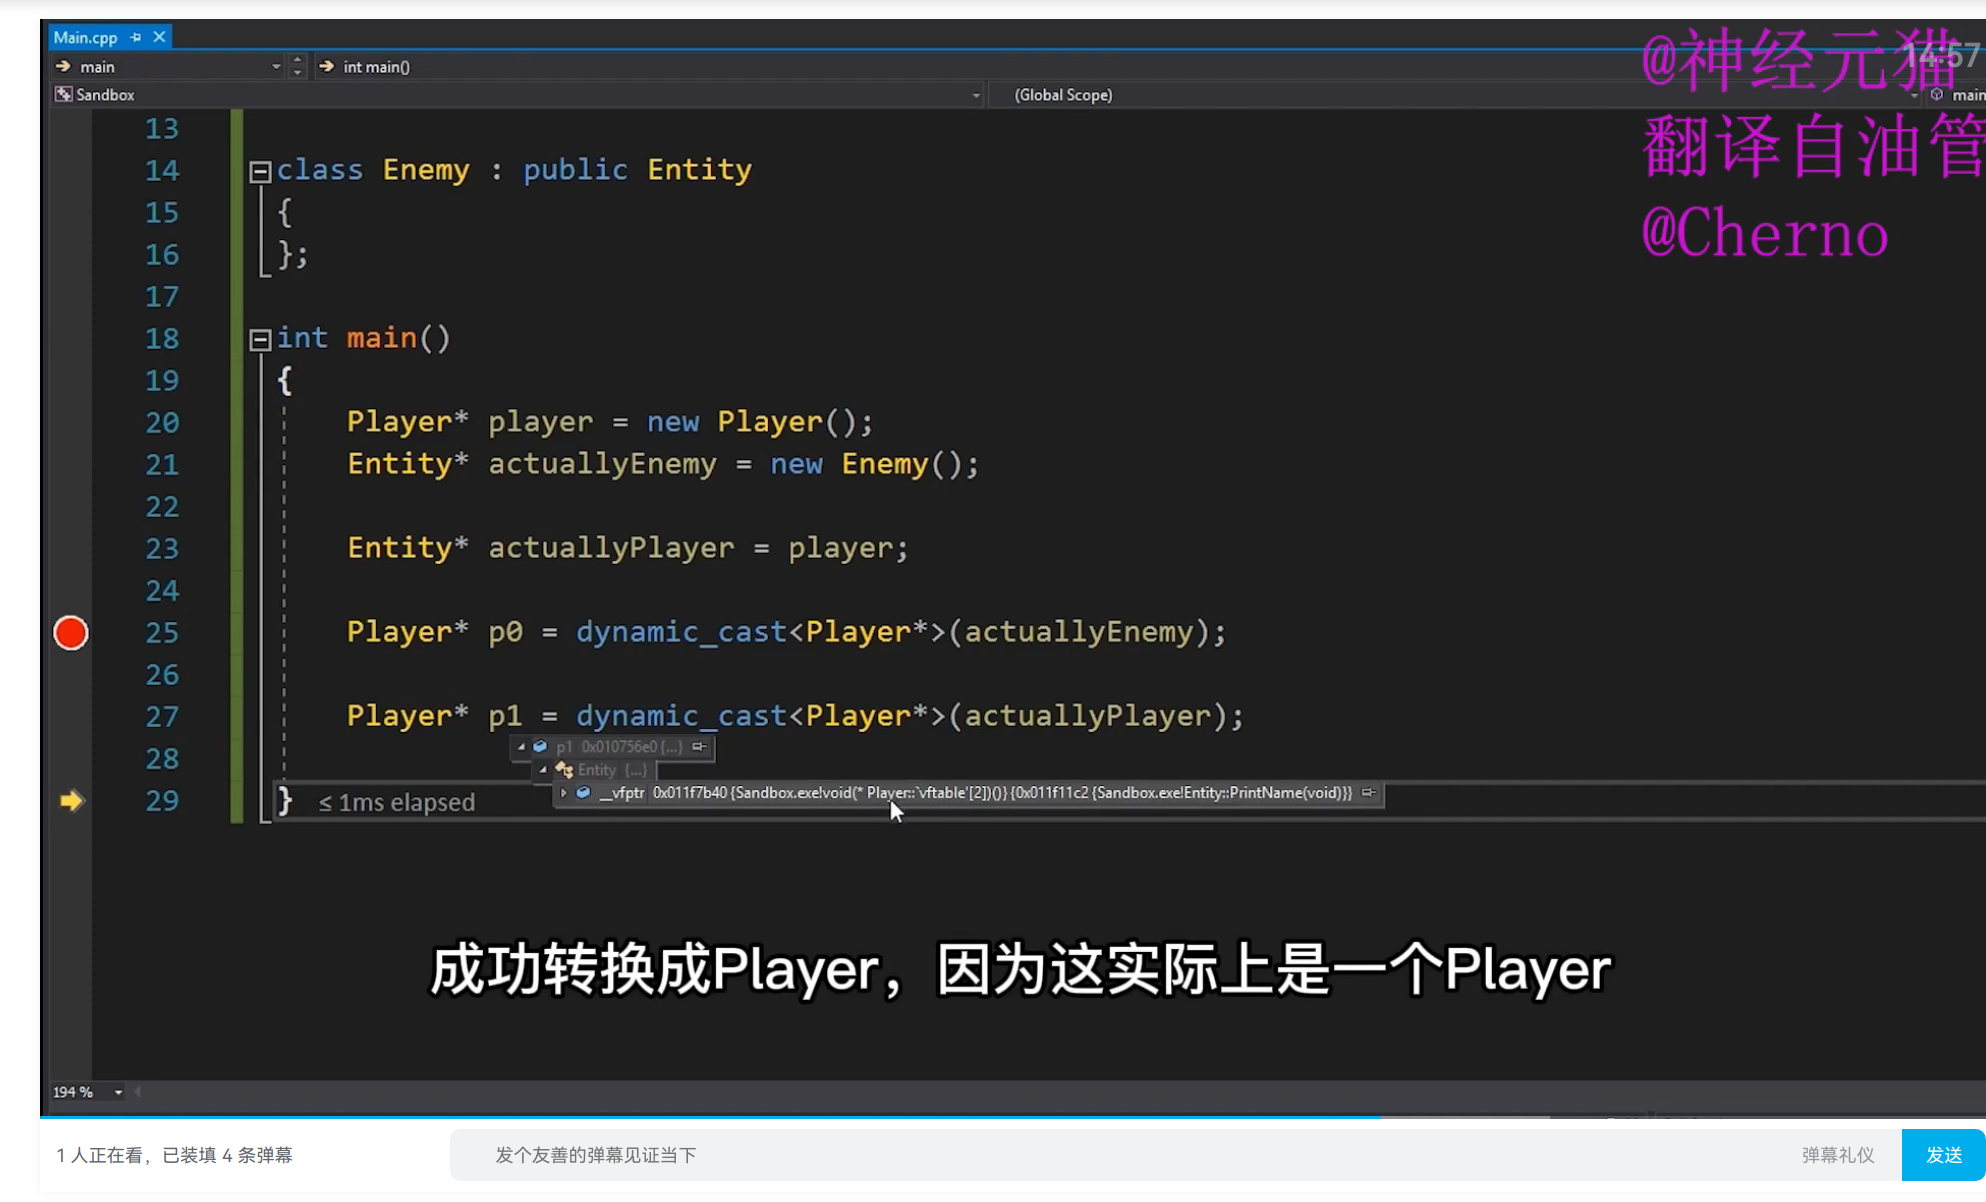 Main.cpp
main
int main()
Sandbox
(Global Scope)
main
14:57
@神经元猫
翻译自油管
@Cherno
13
14 class Enemy : public Entity
15 {
16 };
17
18 int main()
19 {
20 Player* player = new Player();
21 Entity* actuallyEnemy = new Enemy();
22
23 Entity* actuallyPlayer = player;
24
25 Player* p0 = dynamic_cast<Player*>(actuallyEnemy);
26
27 Player* p1 = dynamic_cast<Player*>(actuallyPlayer);
p1 0x010756e0 {...}
28
Entity {...}
__vfptr 0x011f7b40 {Sandbox.exe!void(* Player::`vftable'[2])()} {0x011f11c2 {Sandbox.exe!Entity::PrintName(void)}}
29 } ≤ 1ms elapsed
成功转换成Player，因为这实际上是一个Player
194 %
1 人正在看，已装填 4 条弹幕
发个友善的弹幕见证当下
弹幕礼仪
发送